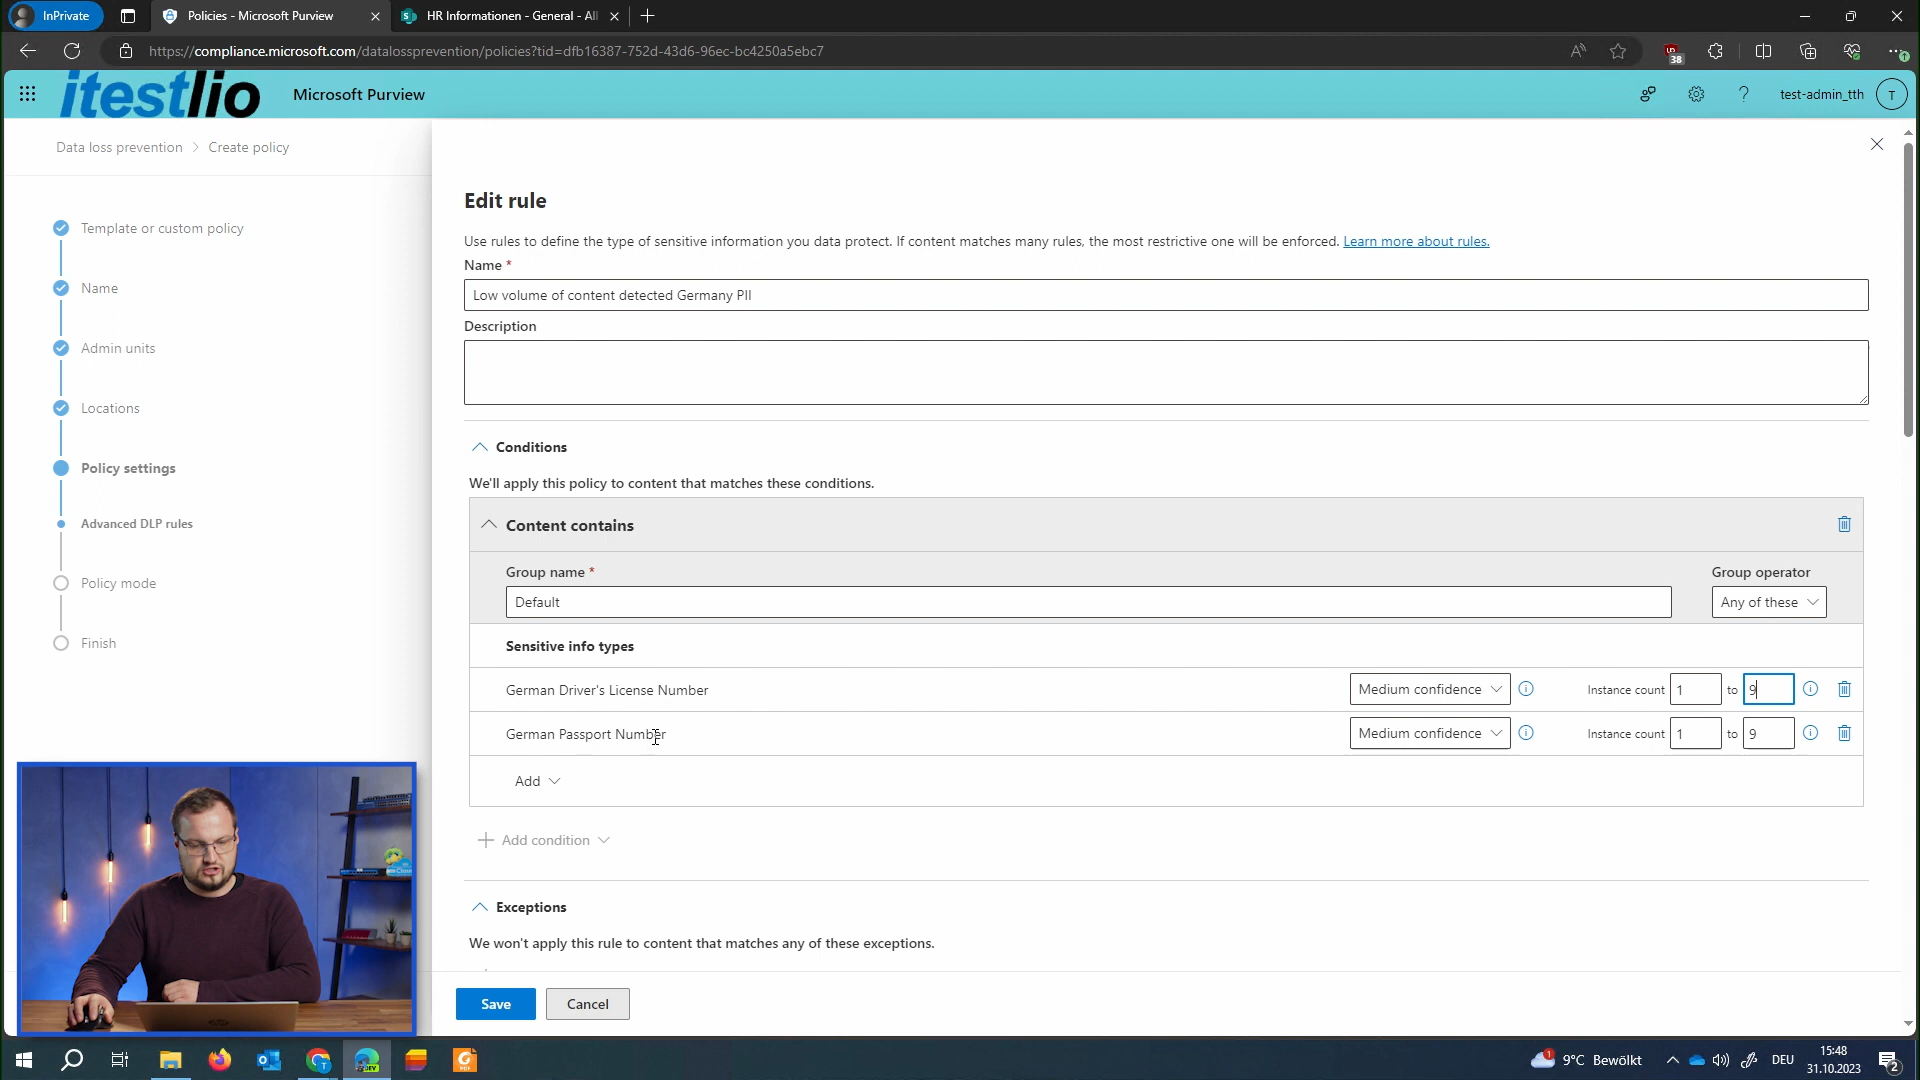 InPrivate
Policies - Microsoft Purview
HR Informationen - General - All
https://compliance.microsoft.com/datalossprevention/policies?tid=dfb16387-752d-43d6-96ec-bc4250a5ebc7
38
1
itestlio
Microsoft Purview
test-admin_tth
T
Data loss prevention > Create policy
Template or custom policy
Name
Admin units
Locations
Policy settings
Advanced DLP rules
Policy mode
Finish
Edit rule
Use rules to define the type of sensitive information you data protect. If content matches many rules, the most restrictive one will be enforced. Learn more about rules.
Name *
Low volume of content detected Germany PII
Description
Conditions
We'll apply this policy to content that matches these conditions.
Content contains
Group name *
Group operator
Default
Any of these
Sensitive info types
German Driver's License Number
Medium confidence
Instance count 1 to 9
German Passport Number
Medium confidence
Instance count 1 to 9
Add
Add condition
Exceptions
We won't apply this rule to content that matches any of these exceptions.
Save
Cancel
1
9°C Bewölkt
DEU
15:48
31.10.2023
2